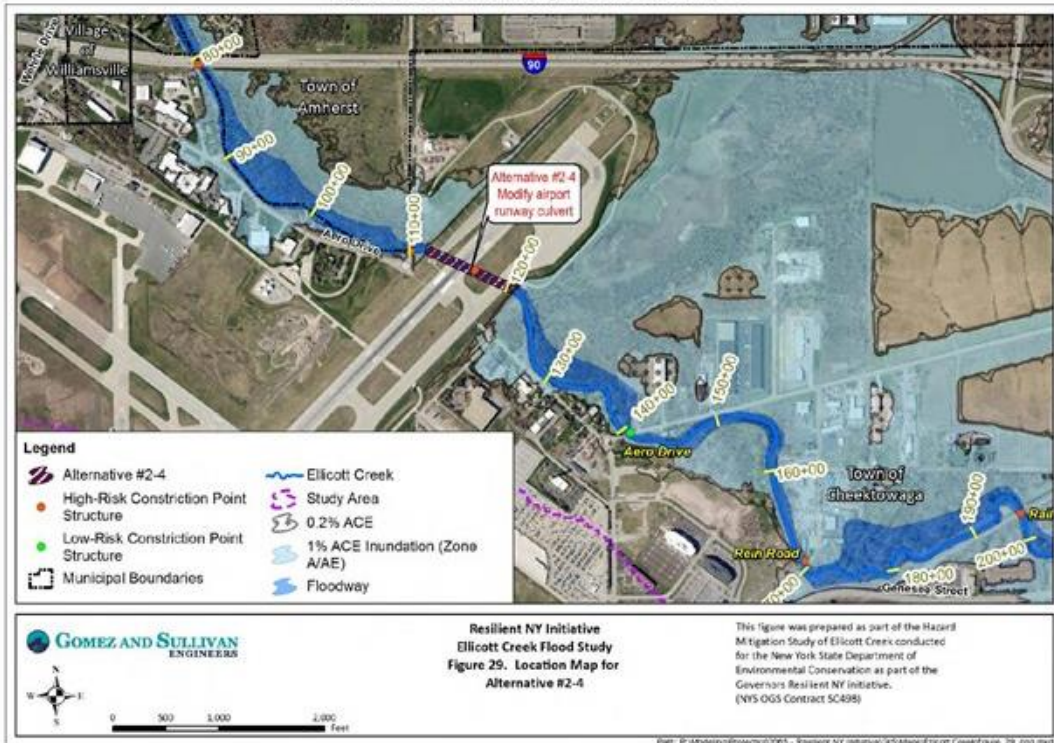 Wehrle Drive
Village
of
Williamsville
80+00
Town of
Amherst
90
90+00
100+00
Aero Drive
110+00
Alternative #2-4
Modify airport
runway culvert
120+00
130+00
140+00
Aero Drive
150+00
160+00
Town of
Cheektowaga
Rein Road
180+00
190+00
200+00
Genesee Street
Legend
Alternative #2-4
High-Risk Constriction Point
Structure
Low-Risk Constriction Point
Structure
Municipal Boundaries
Ellicott Creek
Study Area
0.2% ACE
1% ACE Inundation (Zone
A/AE)
Floodway
GOMEZ AND SULLIVAN
ENGINEERS
N
W
E
S
0 500 1,000 2,000
Feet
Resilient NY Initiative
Ellicott Creek Flood Study
Figure 29. Location Map for
Alternative #2-4
This figure was prepared as part of the Hazard
Mitigation Study of Ellicott Creek conducted
for the New York State Department of
Environmental Conservation as part of the
Governors Resilient NY initiative.
(NYS OGS Contract SC498)